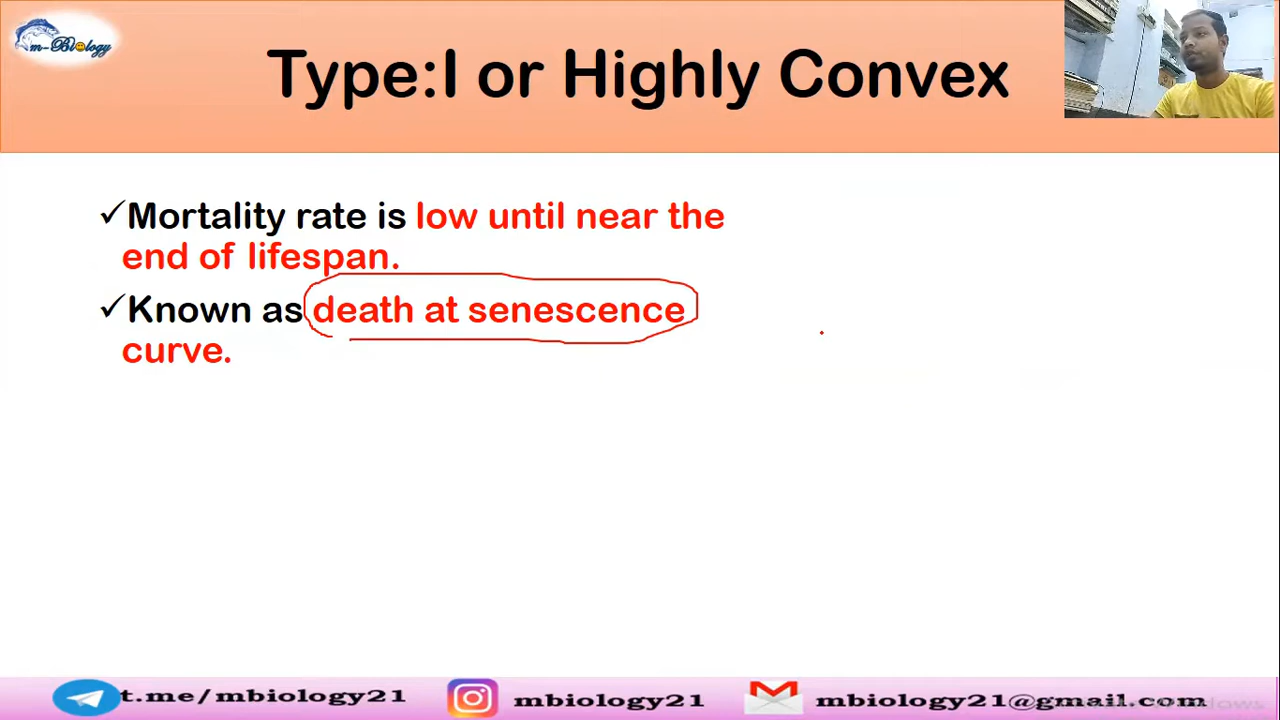 m-Biology
Type:I or Highly Convex
✓Mortality rate is low until near the
end of lifespan.
✓Known as death at senescence
curve.
t.me/mbiology21
mbiology21
mbiology21@gmail.com